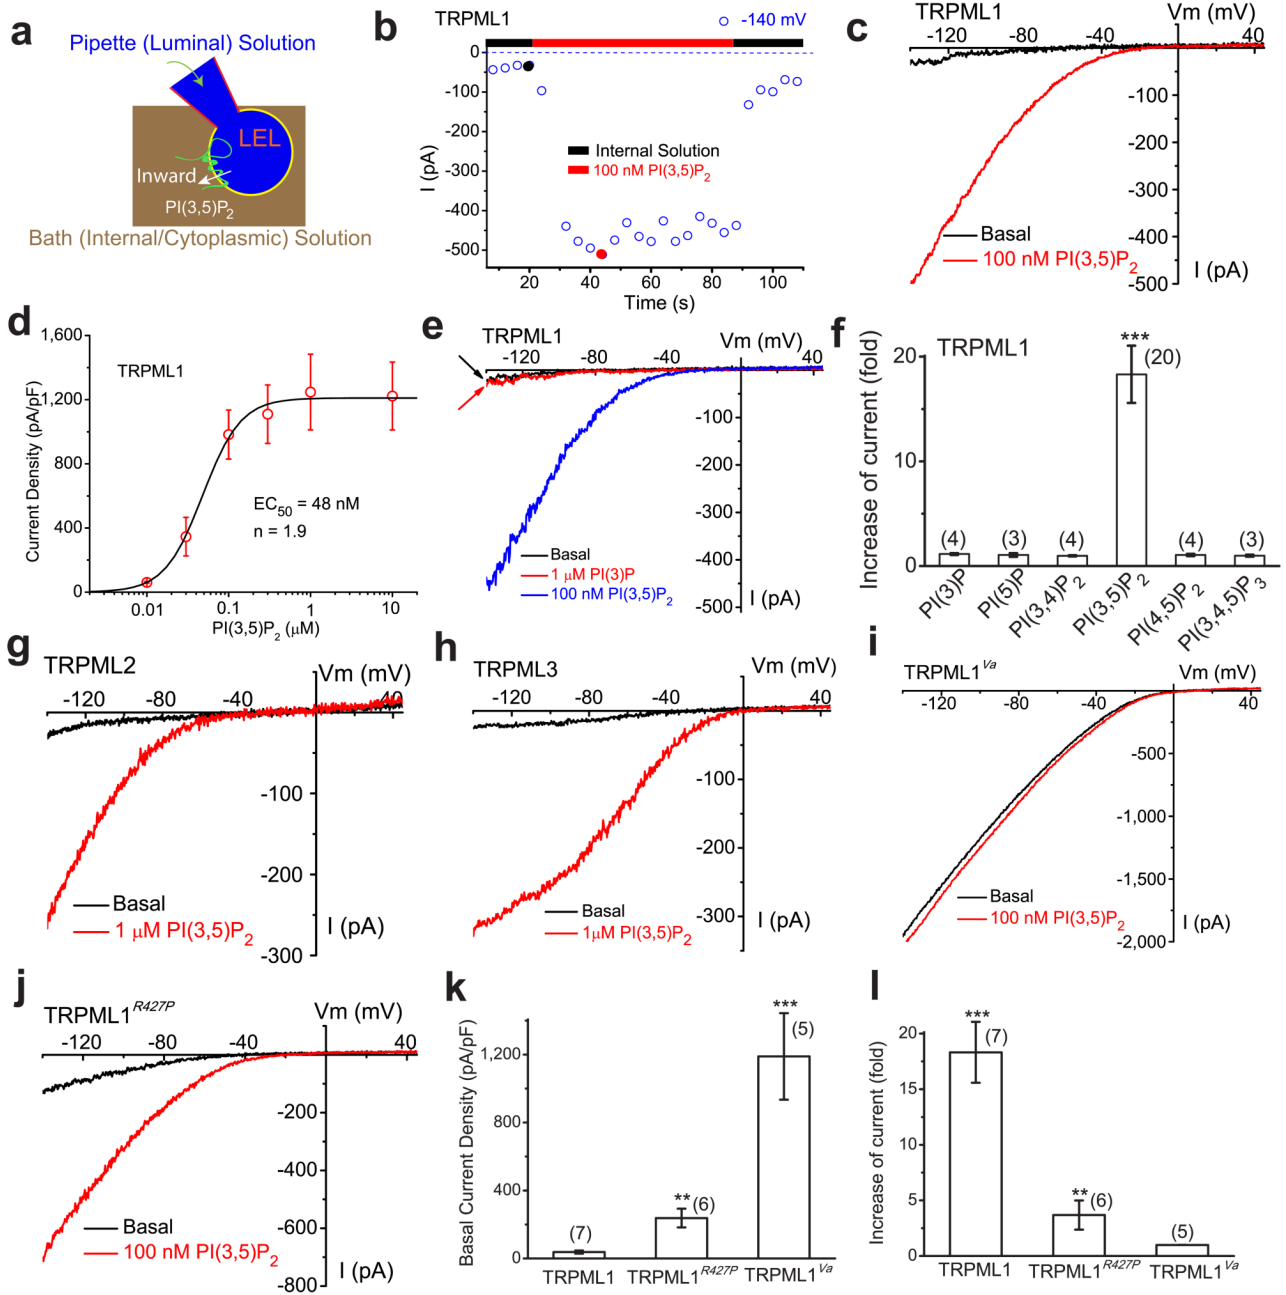 a
Pipette (Luminal) Solution
LEL
Inward
PI(3,5)P2
Bath (Internal/Cytoplasmic) Solution
b
TRPML1
-140 mV
0
-100
-200
-300
-400
-500
I (pA)
Internal Solution
100 nM PI(3,5)P2
20 40 60 80 100
Time (s)
c
TRPML1
Vm (mV)
-120 -80 -40 40
-100
-200
-300
-400
-500
Basal
100 nM PI(3,5)P2
I (pA)
d
TRPML1
1,600
1,200
800
400
0
Current Density (pA/pF)
EC50 = 48 nM
n = 1.9
0.01 0.1 1 10
PI(3,5)P2 (μM)
e
TRPML1
Vm (mV)
-120 -80 -40 40
-100
-200
-300
-400
-500
Basal
1 μM PI(3)P
100 nM PI(3,5)P2
I (pA)
f
TRPML1
20
10
0
Increase of current (fold)
***
(4) (3) (4) (20) (4) (3)
PI(3)P
PI(5)P
PI(3,4)P2
PI(3,5)P2
PI(4,5)P2
PI(3,4,5)P3
g
TRPML2
Vm (mV)
-120 -80 -40 40
-100
-200
-300
Basal
1 μM PI(3,5)P2
I (pA)
h
TRPML3
Vm (mV)
-120 -80 -40 40
-100
-200
-300
Basal
1μM PI(3,5)P2
I (pA)
i
TRPML1Va
Vm (mV)
-120 -80 -40 40
-500
-1,000
-1,500
-2,000
Basal
100 nM PI(3,5)P2
I (pA)
j
TRPML1R427P
Vm (mV)
-120 -80 -40 40
-200
-400
-600
-800
Basal
100 nM PI(3,5)P2
I (pA)
k
1,200
800
400
0
Basal Current Density (pA/pF)
(7)
** (6)
*** (5)
TRPML1 TRPML1R427P TRPML1Va
l
20
15
10
5
0
Increase of current (fold)
*** (7)
** (6)
(5)
TRPML1 TRPML1R427P TRPML1Va